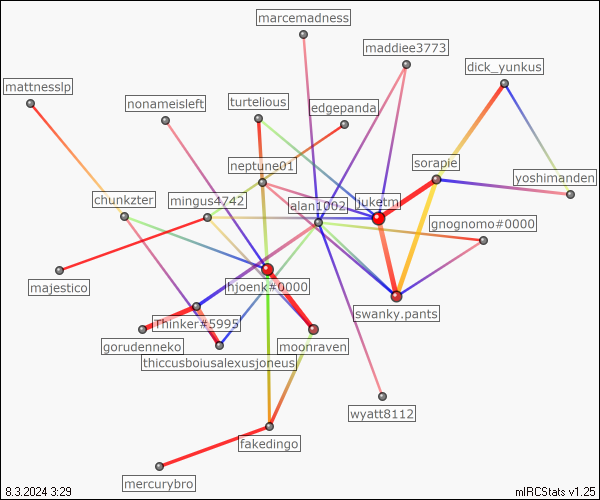 marcemadness
maddiee3773
dick_yunkus
mattnesslp
nonameisleft
turtelious
edgepanda
neptune01
sorapie
yoshimanden
chunkzter
mingus4742
alan1002
juketm
gnognomo#0000
majestico
hjoenk#0000
swanky.pants
Thinker#5995
gorudenneko
moonraven
thiccusboiusalexusjoneus
wyatt8112
fakedingo
mercurybro
8.3.2024 3:29
mIRCStats v1.25